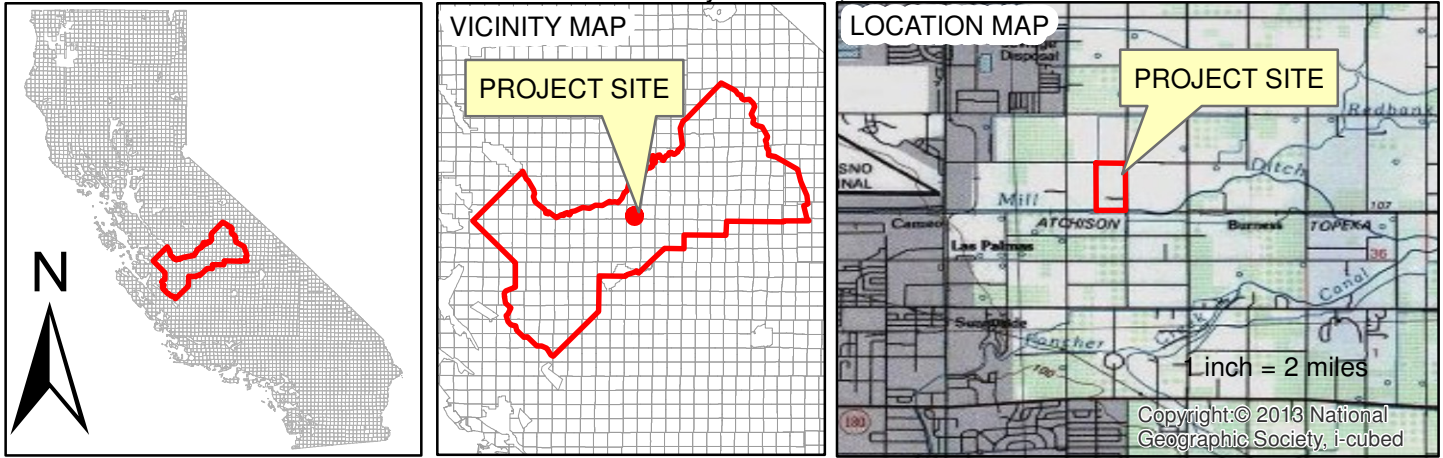 N
VICINITY MAP
PROJECT SITE
LOCATION MAP
PROJECT SITE
Disposal
Redbank
SNO
NAL
Ditch
Mill
107
Cameo
ATCHISON
Burness
TOPEKA
Las Palmas
36
Canal
Creek
Sunnyside
Fancher
100
1 inch = 2 miles
180
Copyright:© 2013 National
Geographic Society, i-cubed